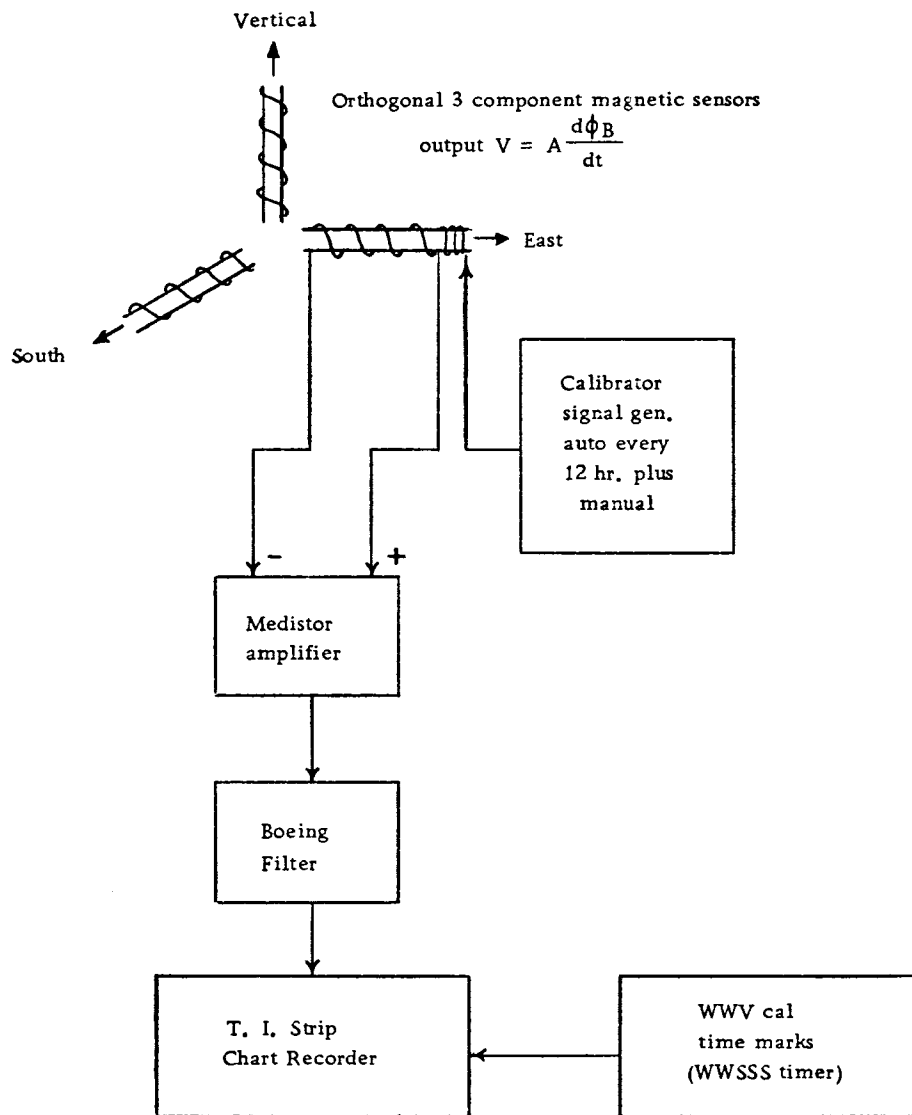 Vertical
Orthogonal 3 component magnetic sensors
output V = A dϕB/dt
East
South
Calibrator
signal gen.
auto every
12 hr. plus
manual
- +
Medistor
amplifier
Boeing
Filter
T. I. Strip
Chart Recorder
WWV cal
time marks
(WWSSS timer)